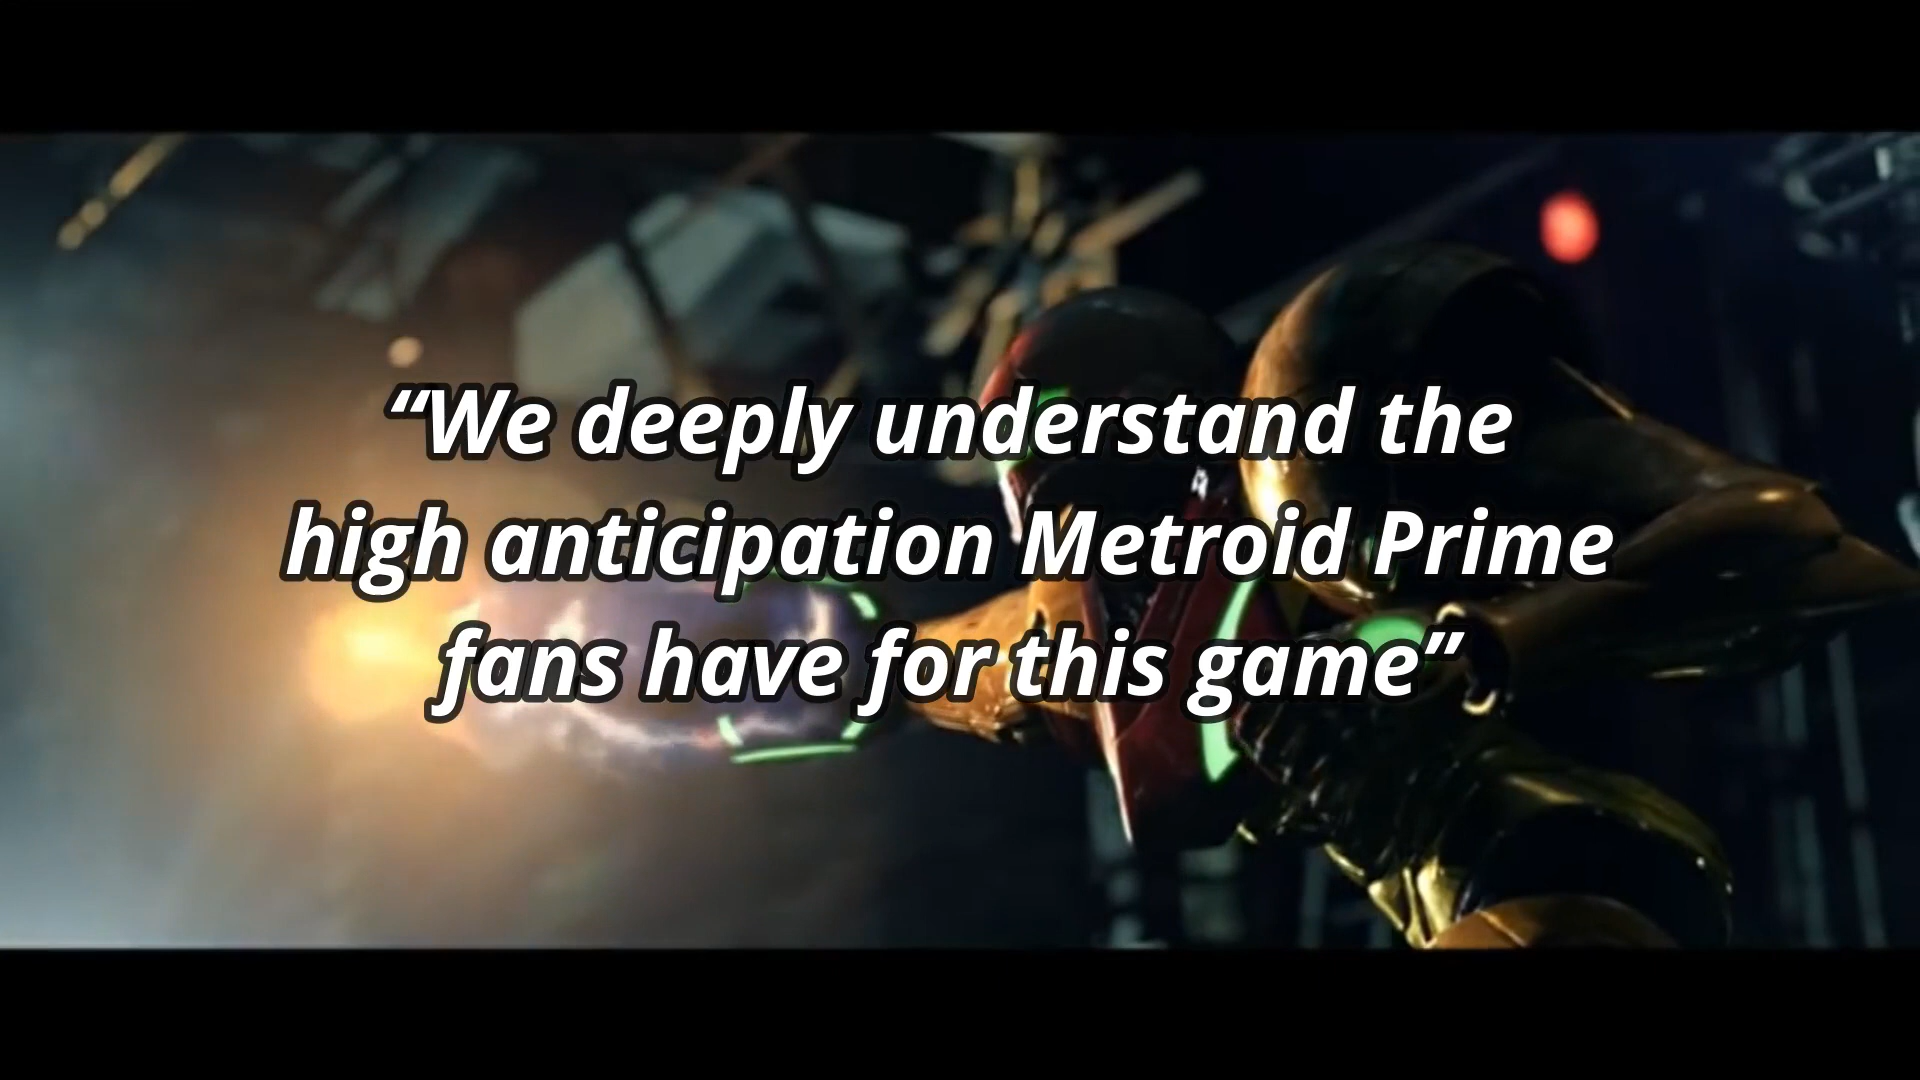 “We deeply understand the
high anticipation Metroid Prime
fans have for this game”